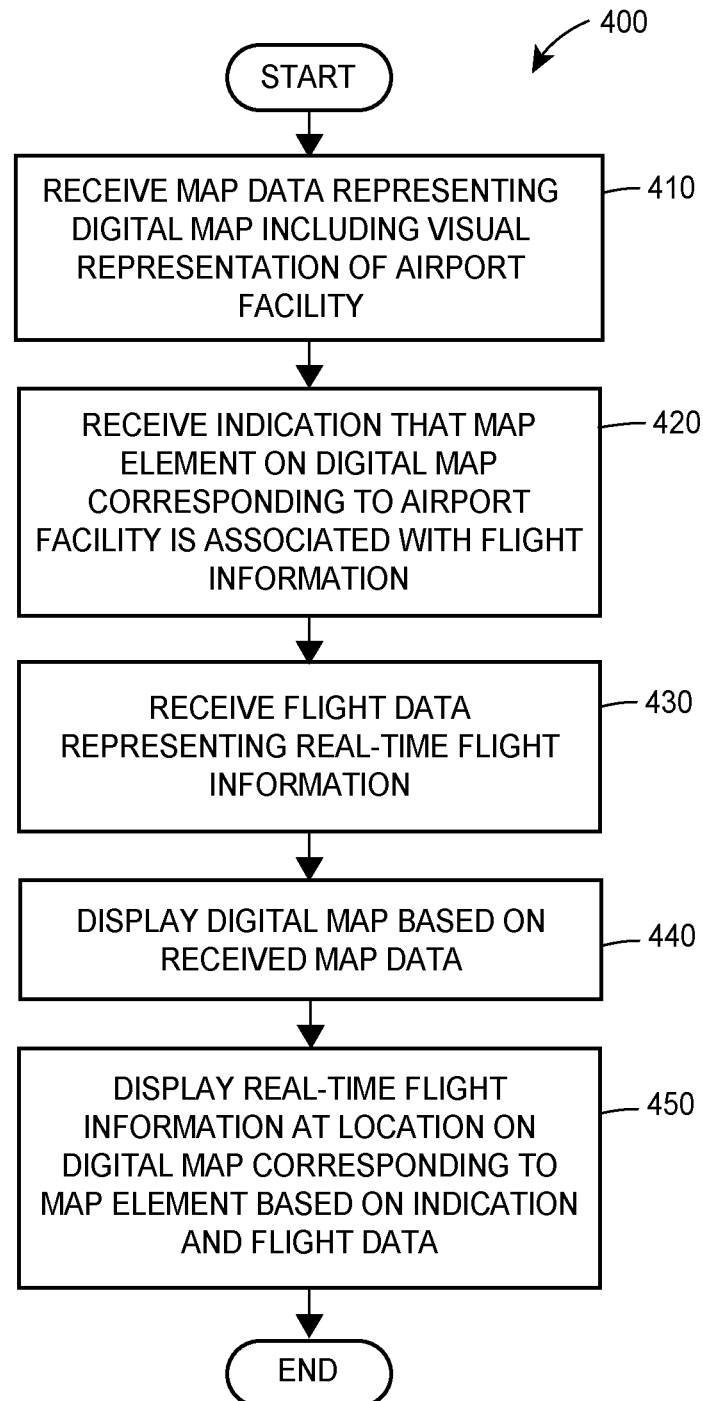 400
START
RECEIVE MAP DATA REPRESENTING
DIGITAL MAP INCLUDING VISUAL
REPRESENTATION OF AIRPORT
FACILITY
410
RECEIVE INDICATION THAT MAP
ELEMENT ON DIGITAL MAP
CORRESPONDING TO AIRPORT
FACILITY IS ASSOCIATED WITH FLIGHT
INFORMATION
420
RECEIVE FLIGHT DATA
REPRESENTING REAL-TIME FLIGHT
INFORMATION
430
DISPLAY DIGITAL MAP BASED ON
RECEIVED MAP DATA
440
DISPLAY REAL-TIME FLIGHT
INFORMATION AT LOCATION ON
DIGITAL MAP CORRESPONDING TO
MAP ELEMENT BASED ON INDICATION
AND FLIGHT DATA
450
END